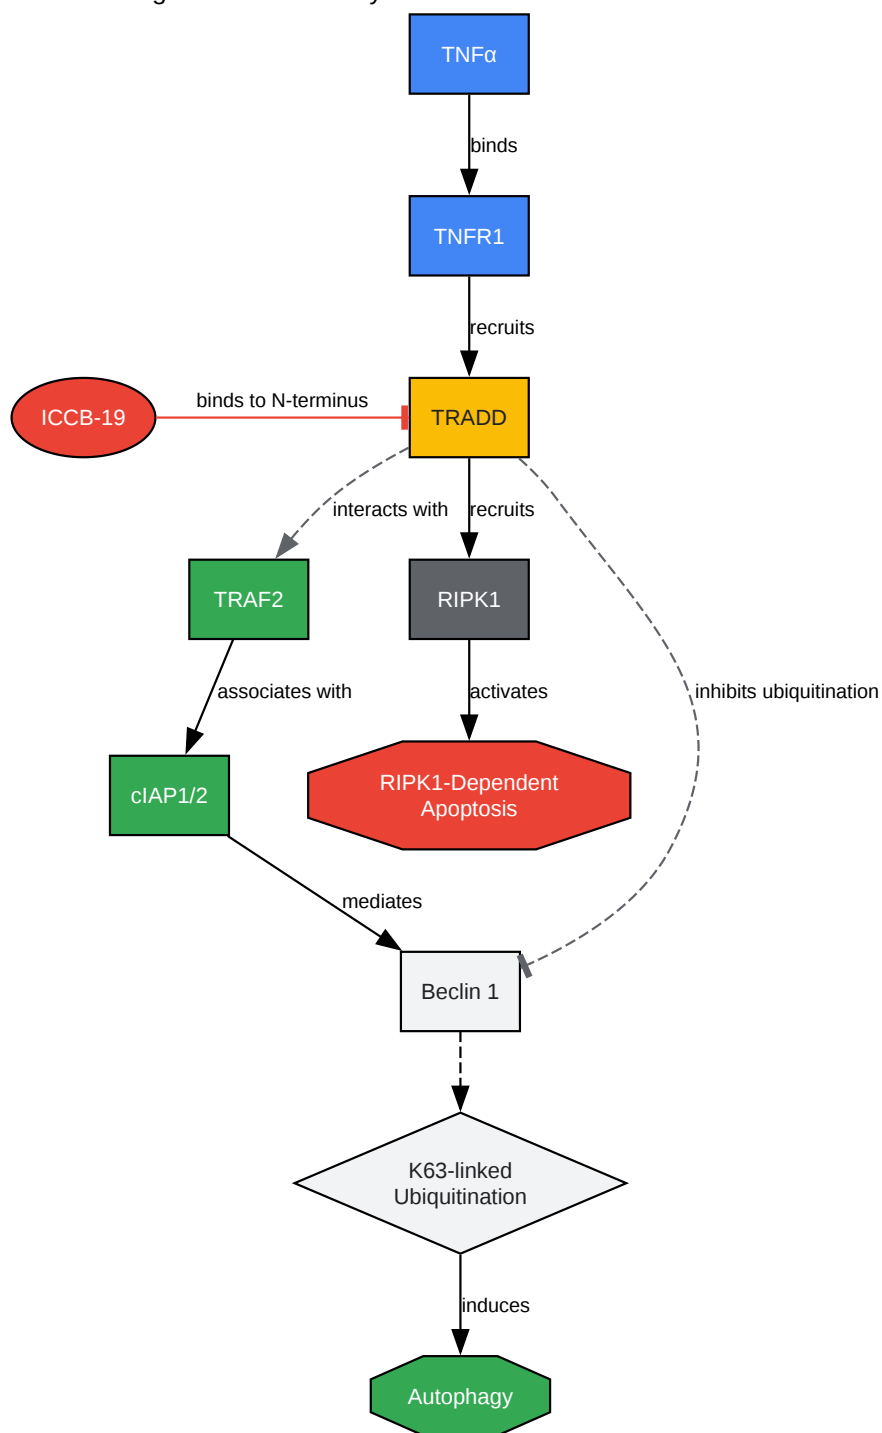 TNFα
binds
TNFR1
recruits
ICCB-19
binds to N-terminus
TRADD
interacts with
recruits
TRAF2
RIPK1
associates with
activates
inhibits ubiquitination
cIAP1/2
RIPK1-Dependent
Apoptosis
mediates
Beclin 1
K63-linked
Ubiquitination
induces
Autophagy